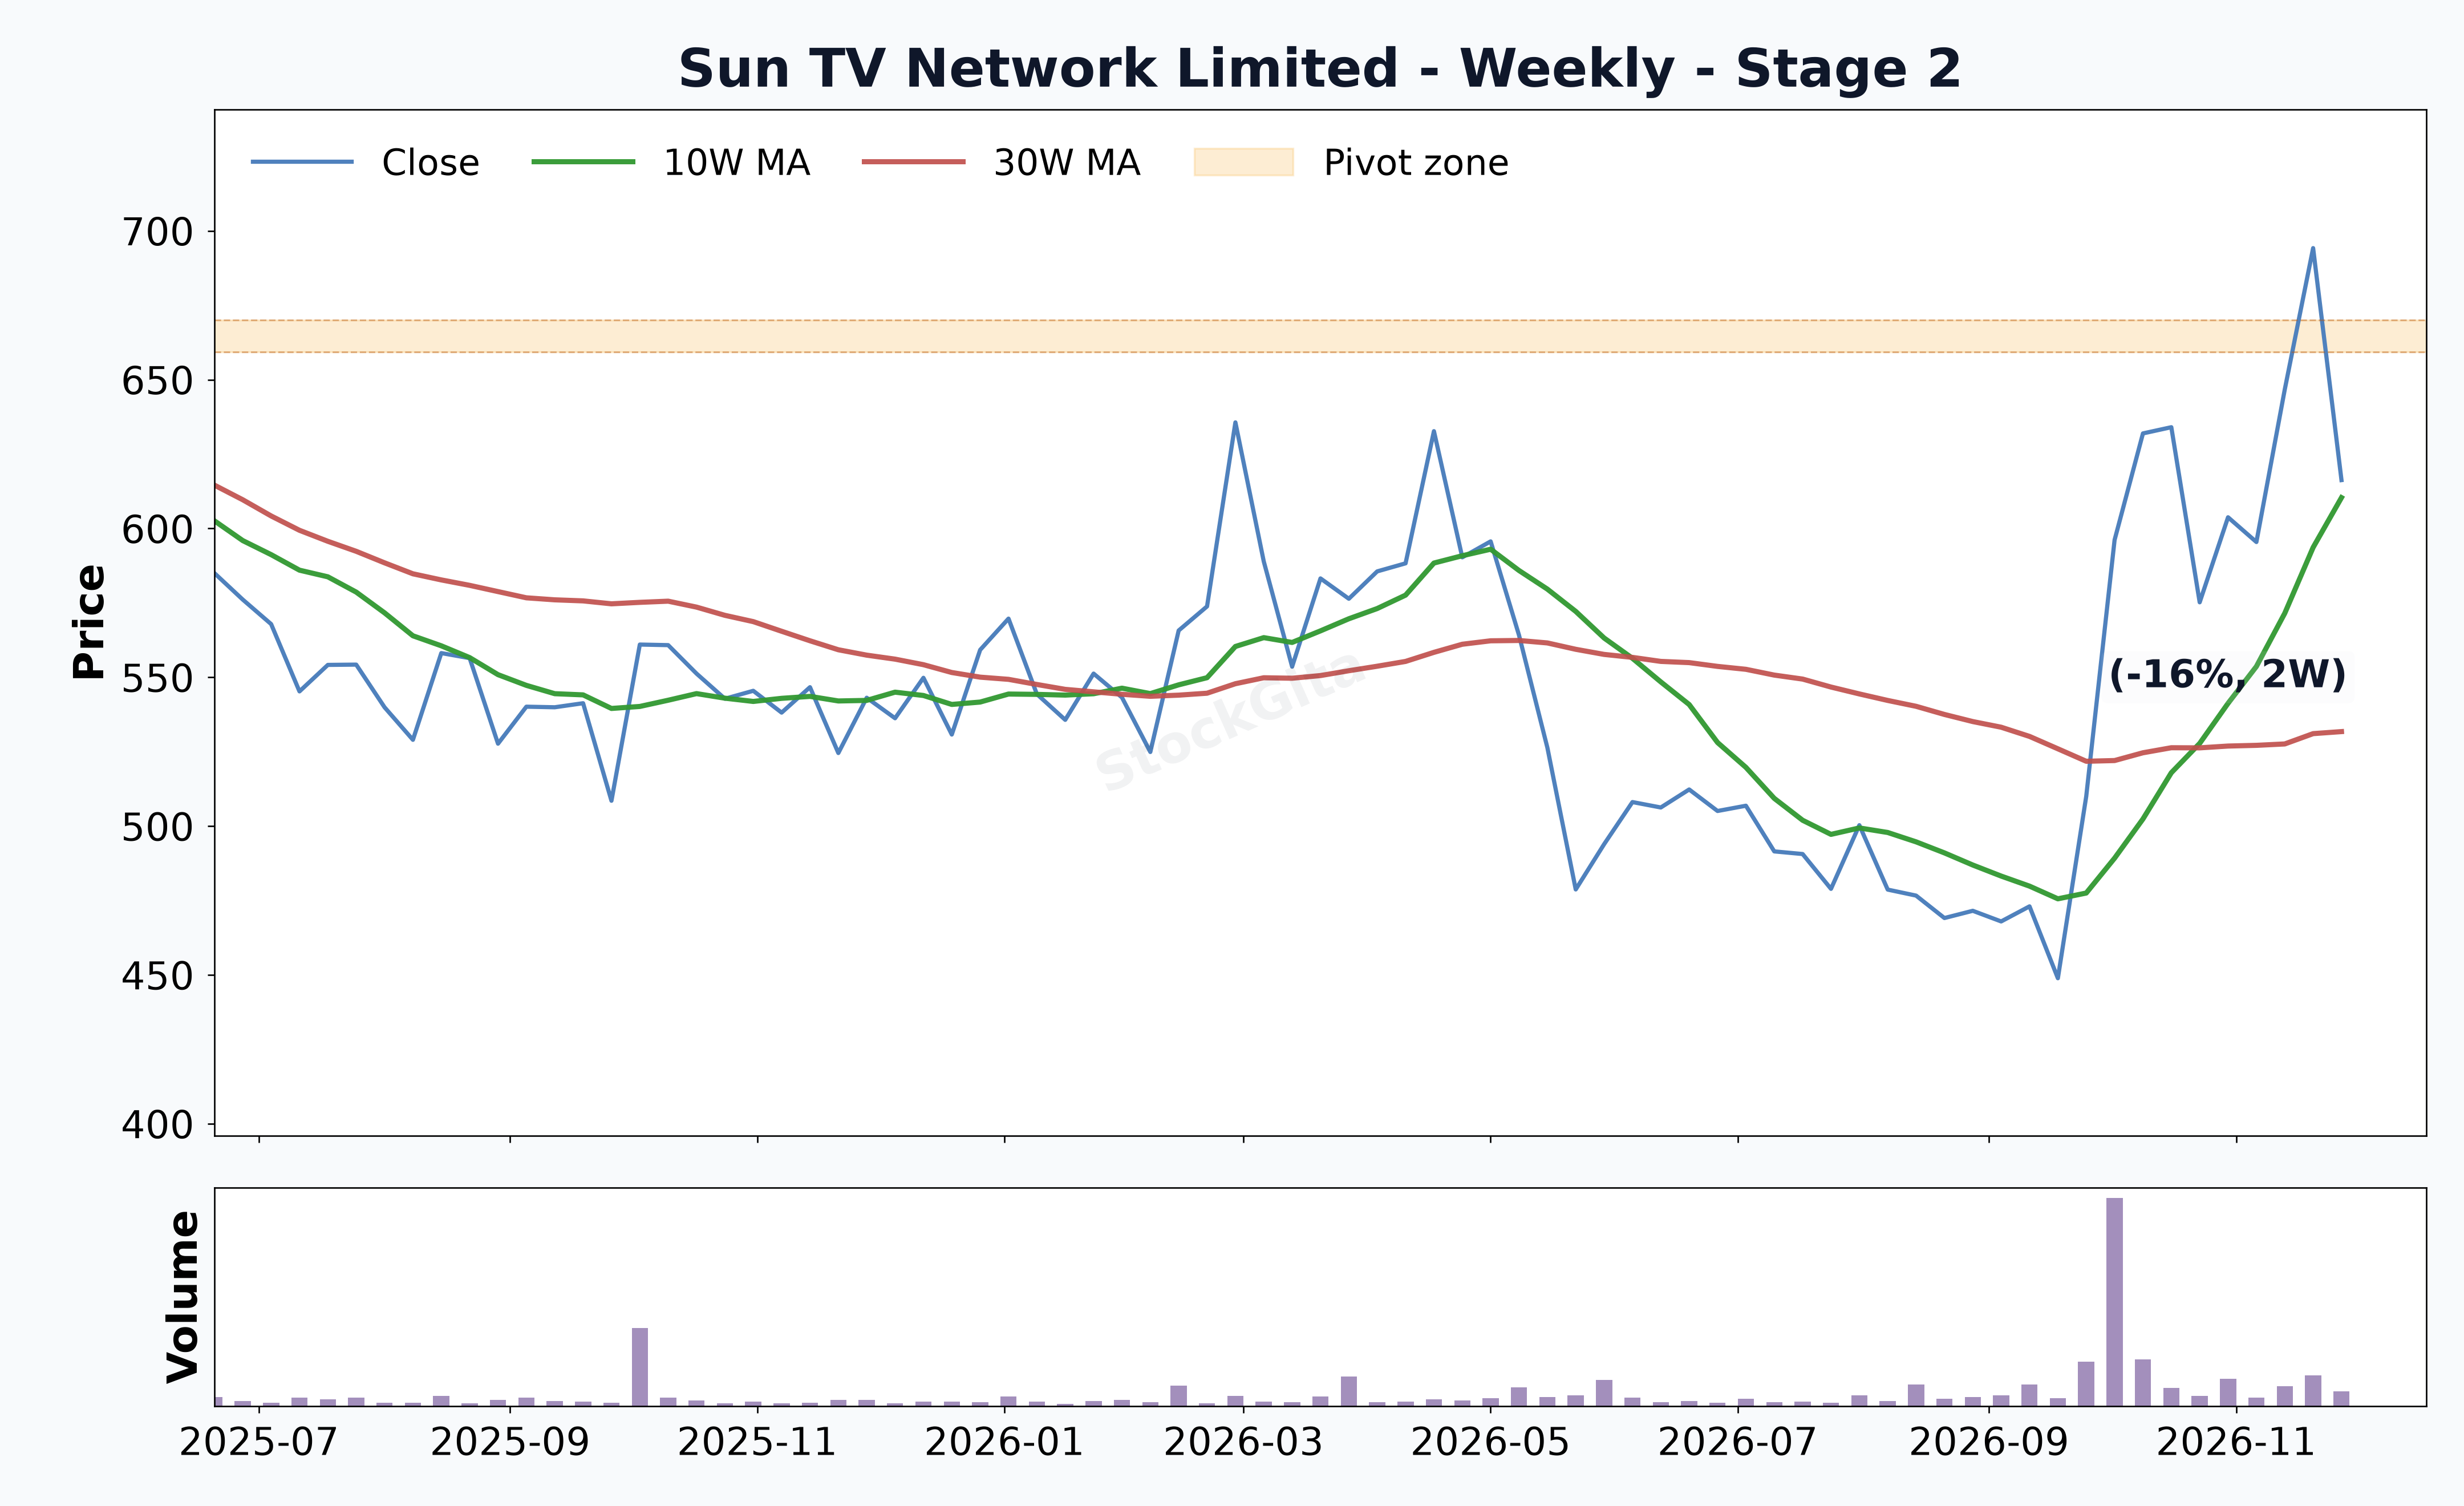 Sun TV Network Limited - Weekly - Stage 2
Close 10W MA 30W MA Pivot zone
Price
700
650
600
550
500
450
400
(-16%, 2W)
StockGita
Volume
2025-07 2025-09 2025-11 2026-01 2026-03 2026-05 2026-07 2026-09 2026-11